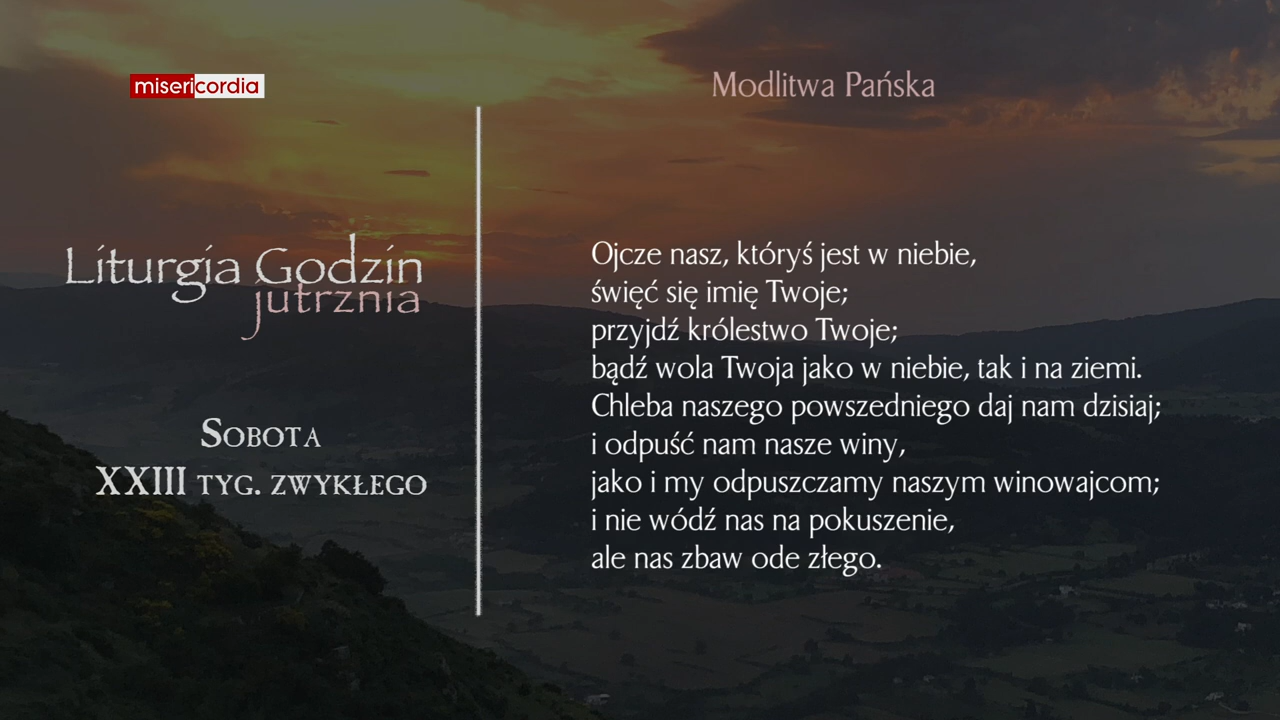 misericordia
Liturgia Godzin
jutrznia
Sobota
XXIII tyg. zwykłego
Modlitwa Pańska
Ojcze nasz, któryś jest w niebie,
święć się imię Twoje;
przyjdź królestwo Twoje;
bądź wola Twoja jako w niebie, tak i na ziemi.
Chleba naszego powszedniego daj nam dzisiaj;
i odpuść nam nasze winy,
jako i my odpuszczamy naszym winowajcom;
i nie wódź nas na pokuszenie,
ale nas zbaw ode złego.